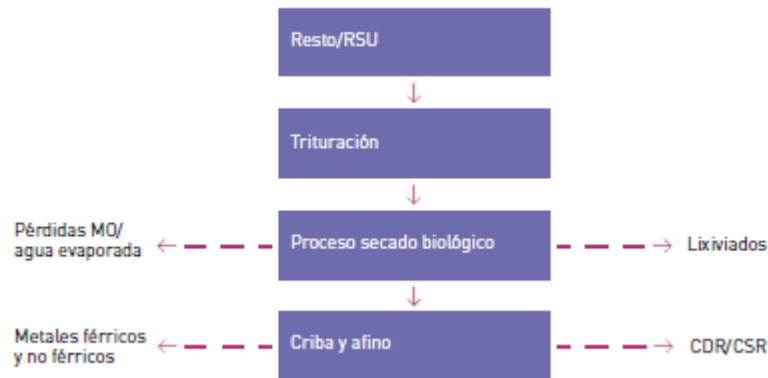 Resto/RSU
Trituración
Pérdidas MO/
agua evaporada
Proceso secado biológico
Lixiviados
Metales férricos
y no férricos
Criba y afino
CDR/CSR